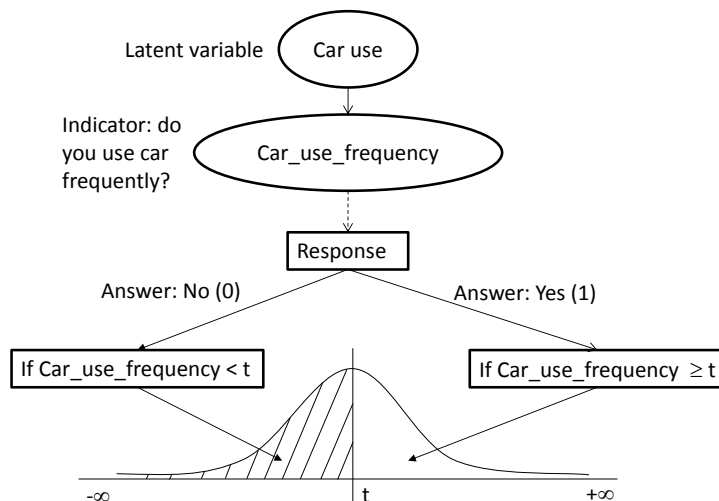 Latent variable
Car use
Indicator: do
you use car
frequently?
Car_use_frequency
Response
Answer: No (0)
Answer: Yes (1)
If Car_use_frequency < t
If Car_use_frequency ≥ t
-∞
t
+∞